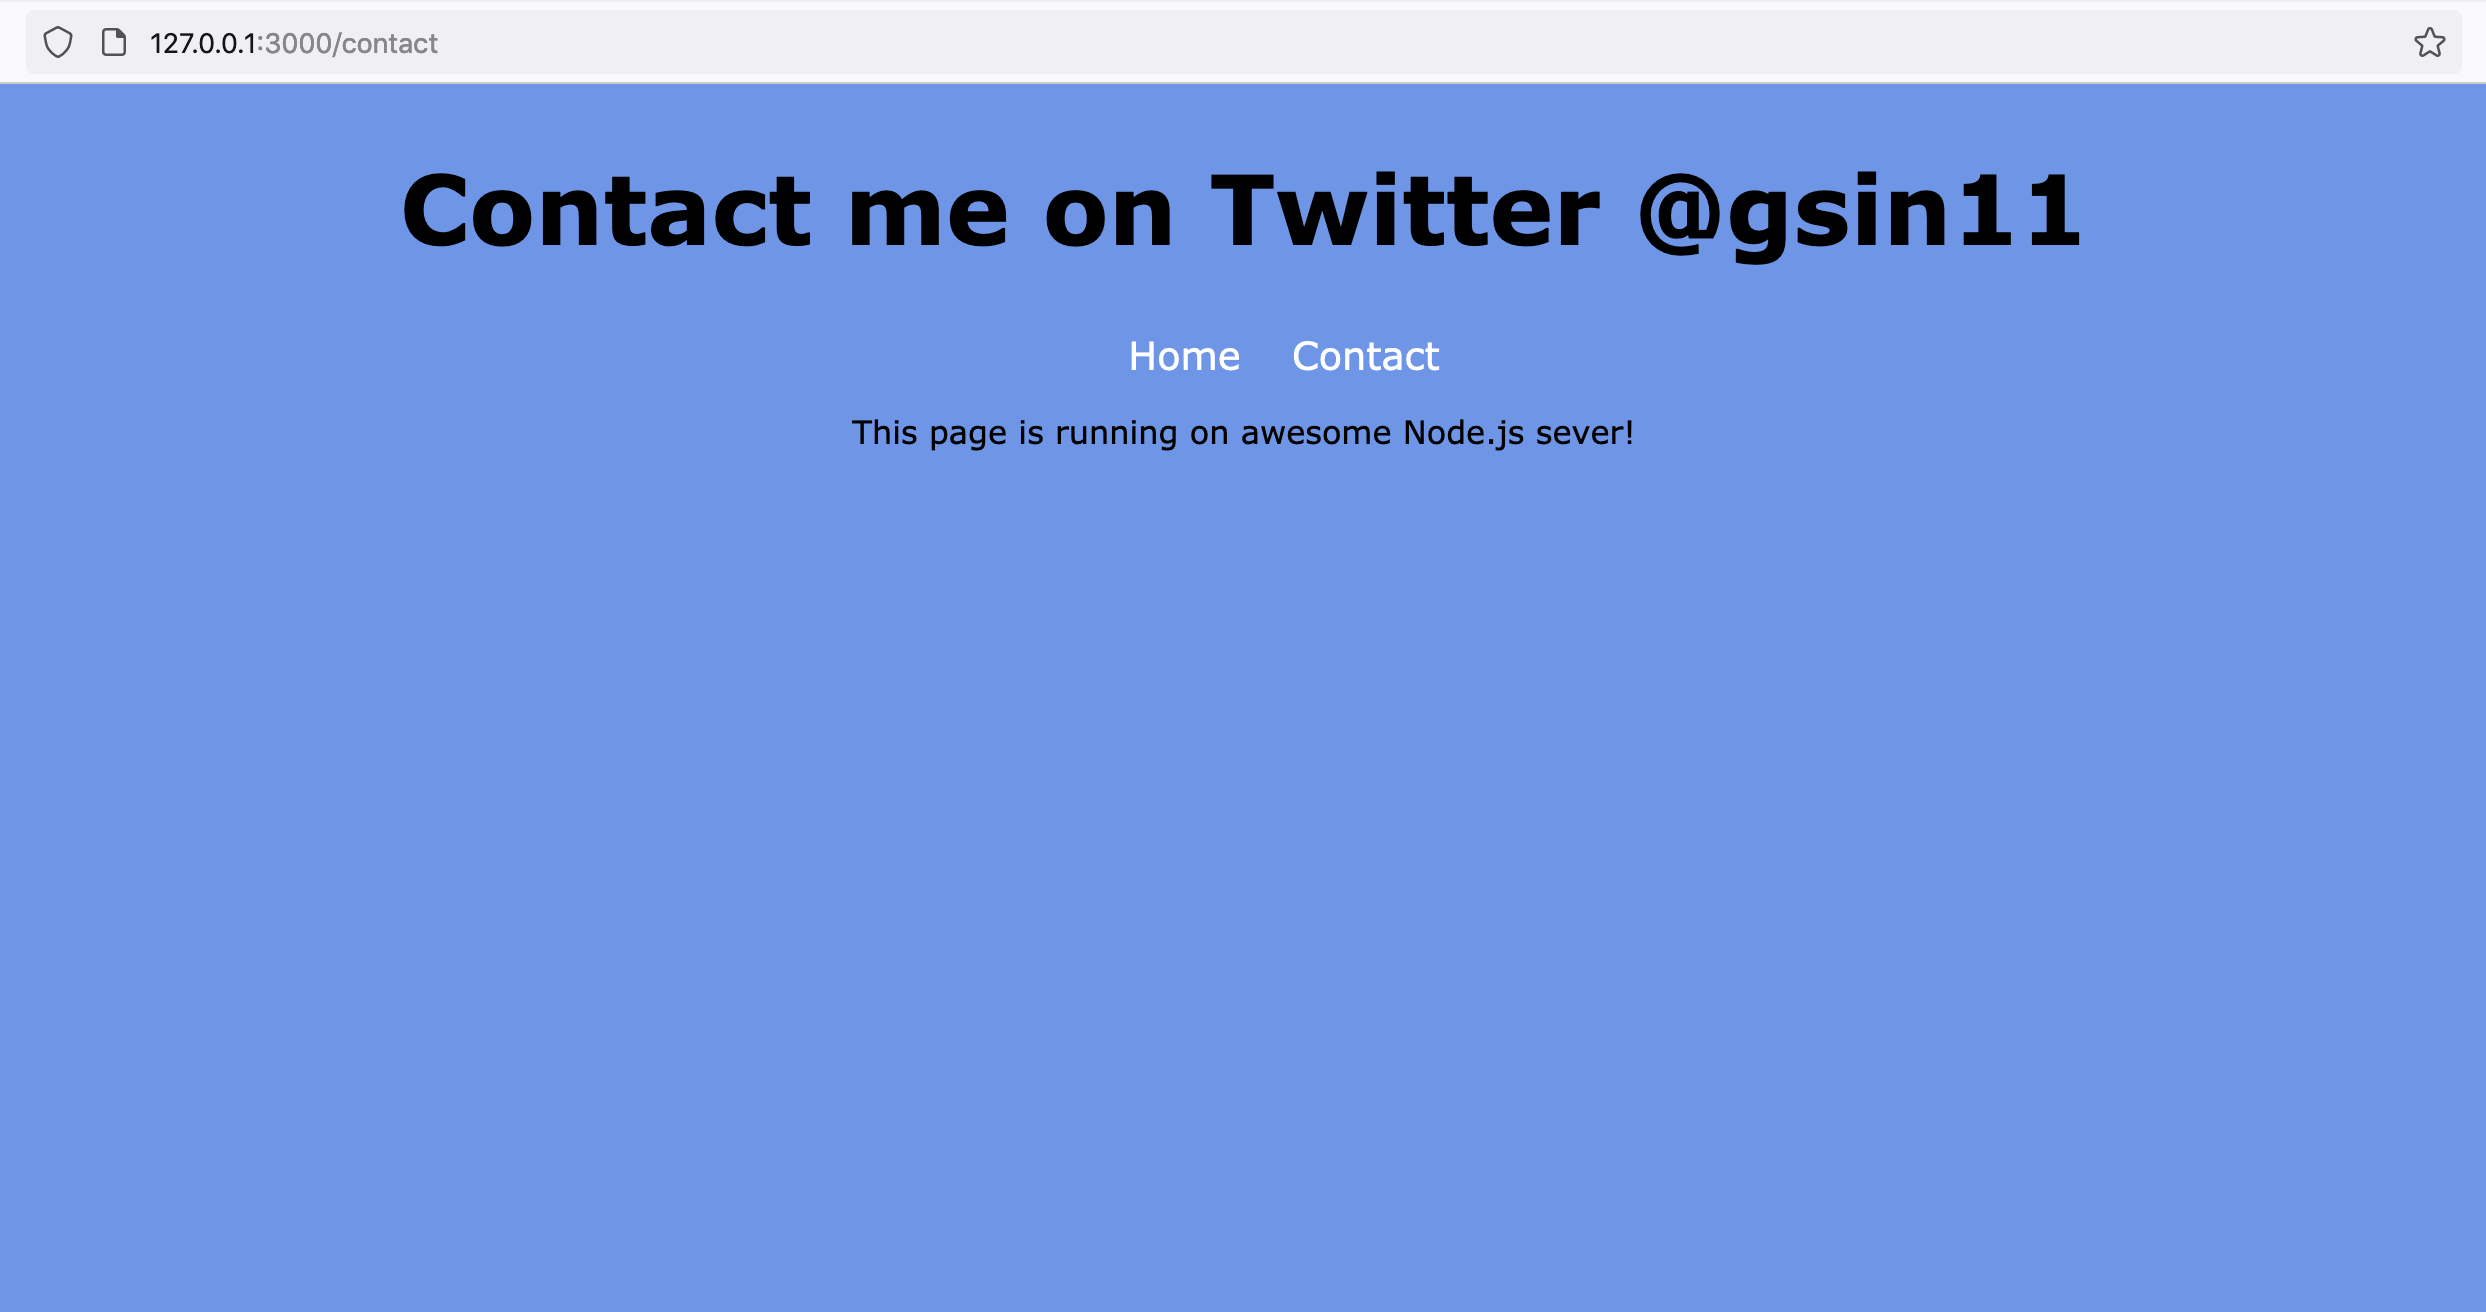 127.0.0.1:3000/contact
Contact me on Twitter @gsin11
Home Contact
This page is running on awesome Node.js sever!